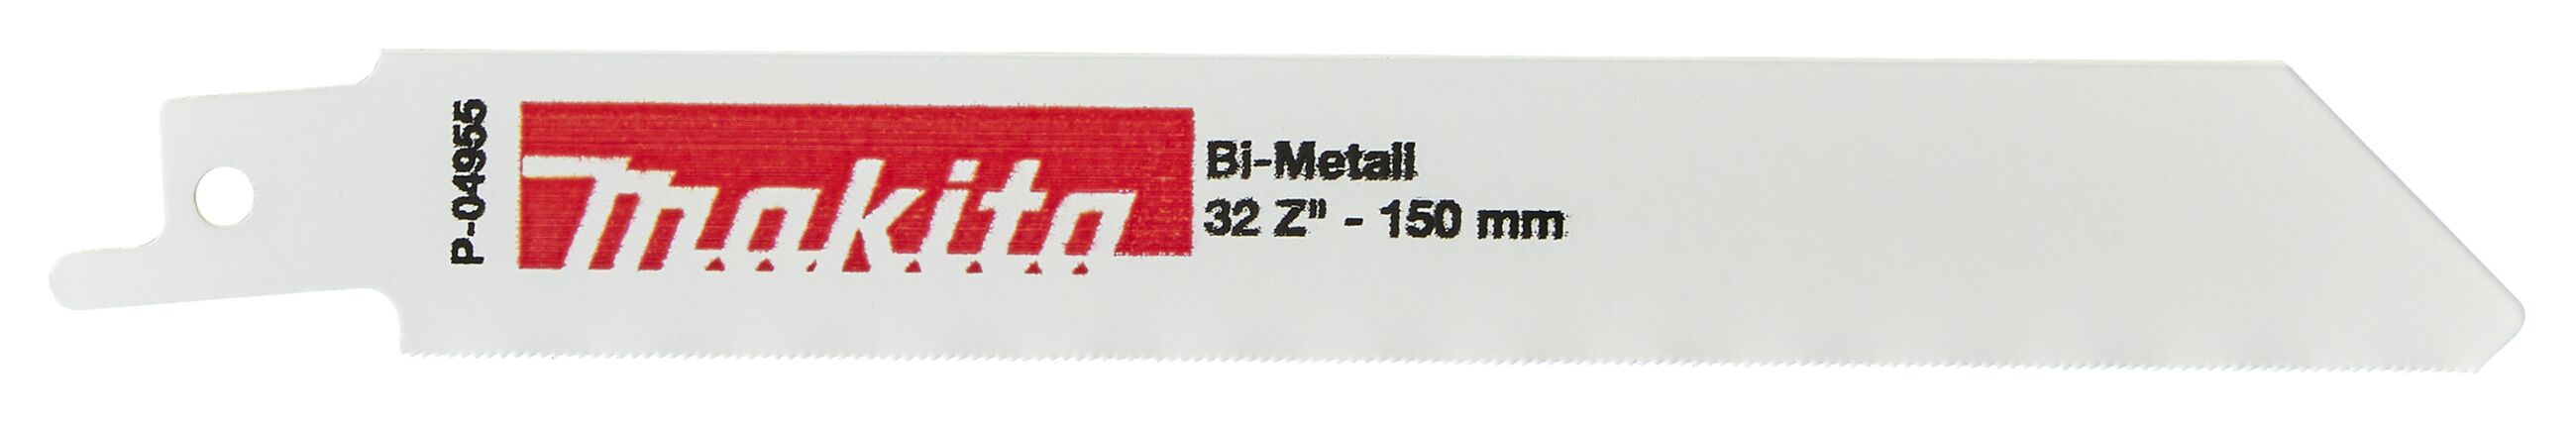 P-04955
makita
Bi-Metall
32 Z" - 150 mm